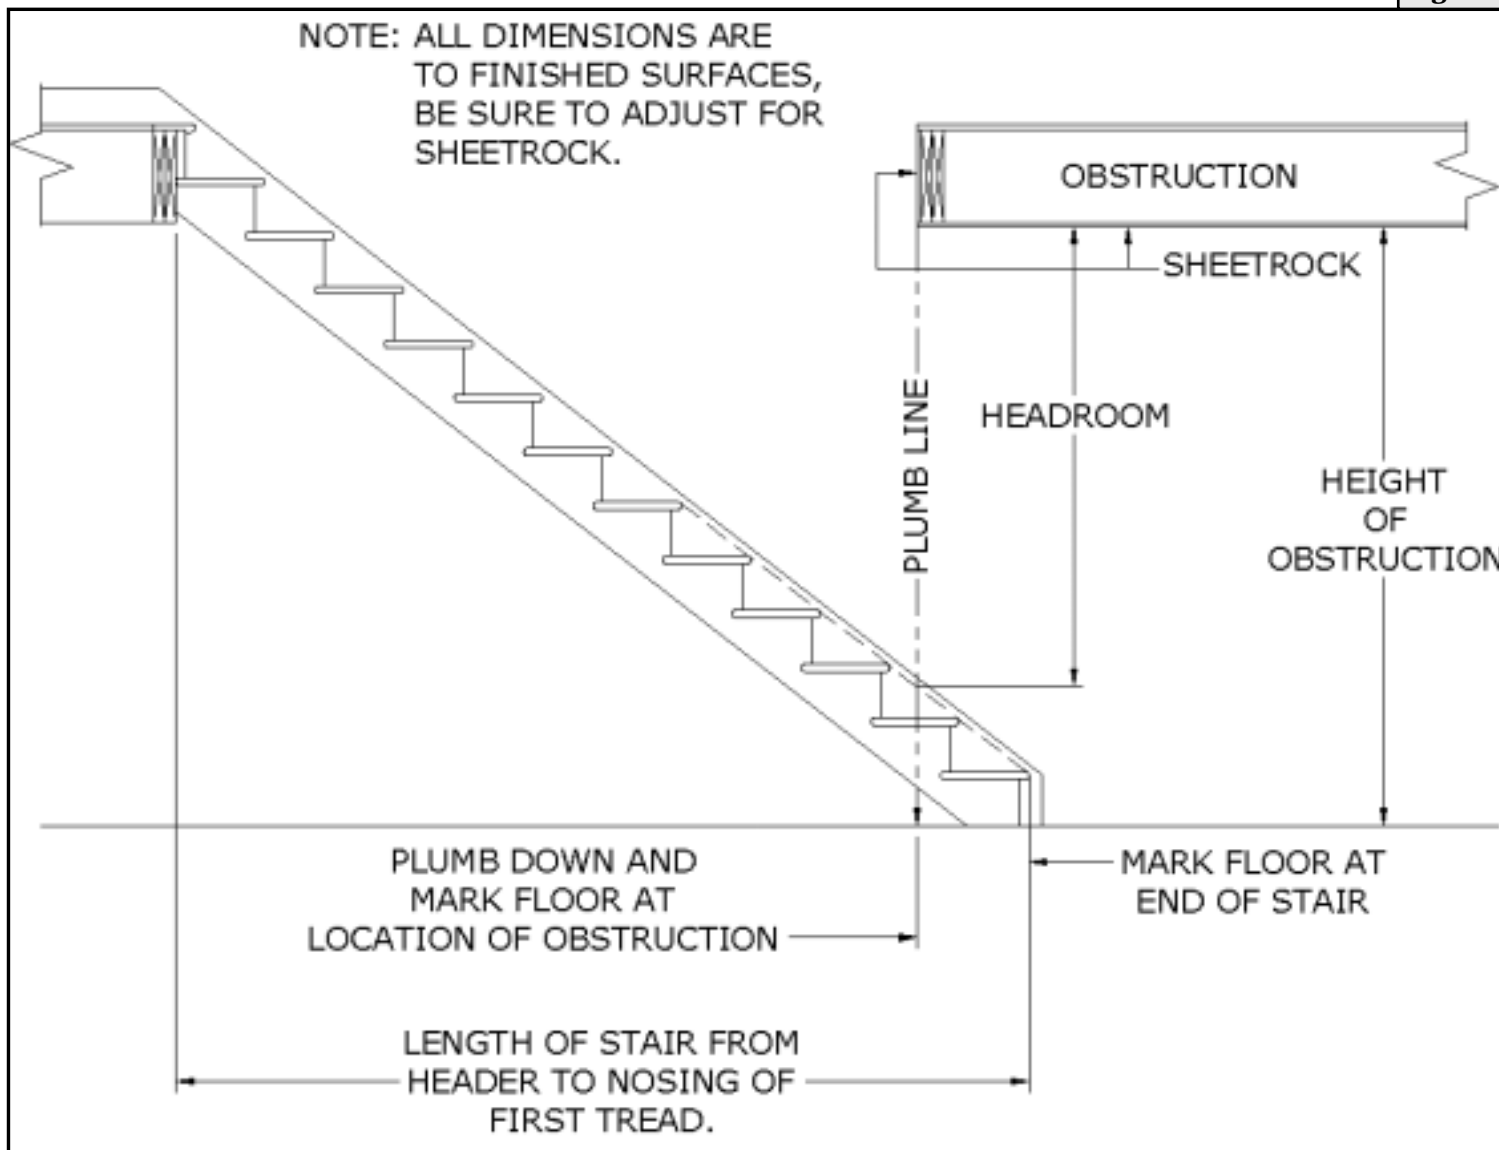 NOTE: ALL DIMENSIONS ARE
TO FINISHED SURFACES,
BE SURE TO ADJUST FOR
SHEETROCK.
OBSTRUCTION
SHEETROCK
HEADROOM
PLUMB LINE
HEIGHT
OF
OBSTRUCTION
PLUMB DOWN AND
MARK FLOOR AT
LOCATION OF OBSTRUCTION
MARK FLOOR AT
END OF STAIR
LENGTH OF STAIR FROM
HEADER TO NOSING OF
FIRST TREAD.